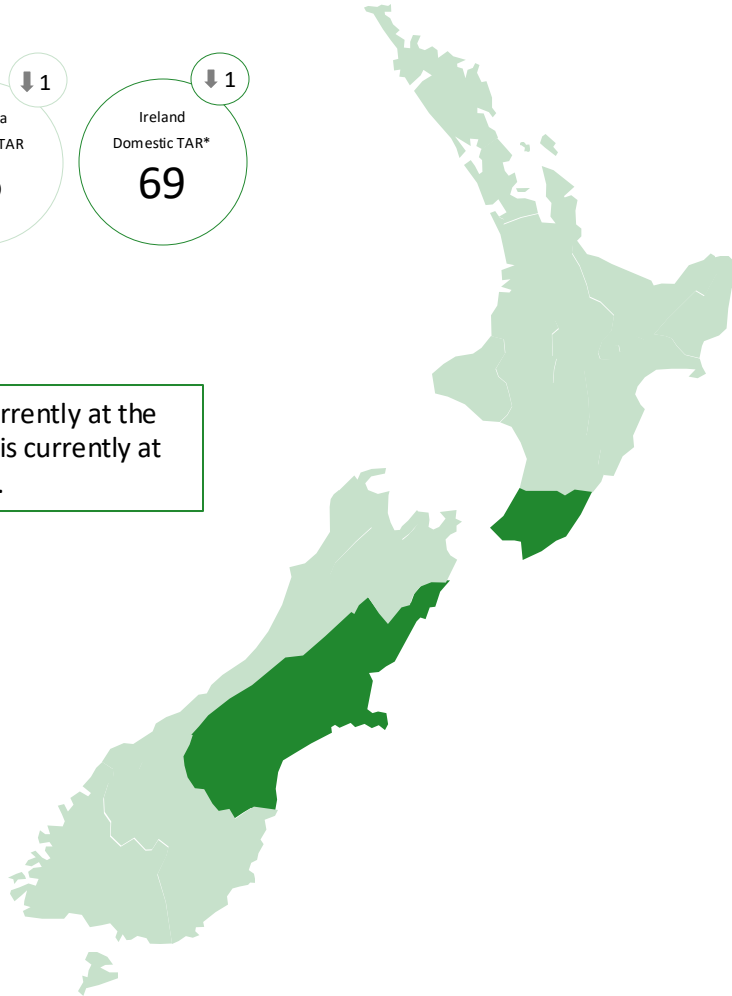 1
1
TAR
Ireland
Domestic TAR*
69
rrently at the
is currently at
.